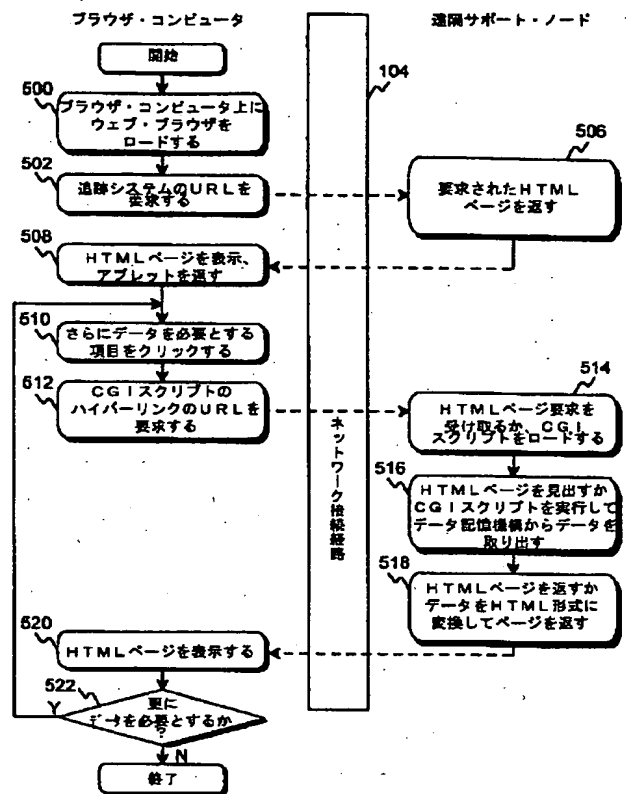 ブラウザ・コンピュータ
遠隔サポート・ノード
開始
104
500
ブラウザ・コンピュータ上に
ウェブ・ブラウザを
ロードする
502
追跡システムのURLを
要求する
506
要求されたHTML
ページを返す
508
HTMLページを表示、
アプレットを返す
510
さらにデータを必要とする
項目をクリックする
512
CGIスクリプトの
ハイパーリンクのURLを
要求する
ネットワーク接続経路
514
HTMLページ要求を
受け取るか、CGI
スクリプトをロードする
516
HTMLページを見出すか
CGIスクリプトを実行して
データ記憶機構からデータを
取り出す
518
HTMLページを返すか
データをHTML形式に
変換してページを返す
520
HTMLページを表示する
522
Y
更に
データを必要とするか
?
N
終了